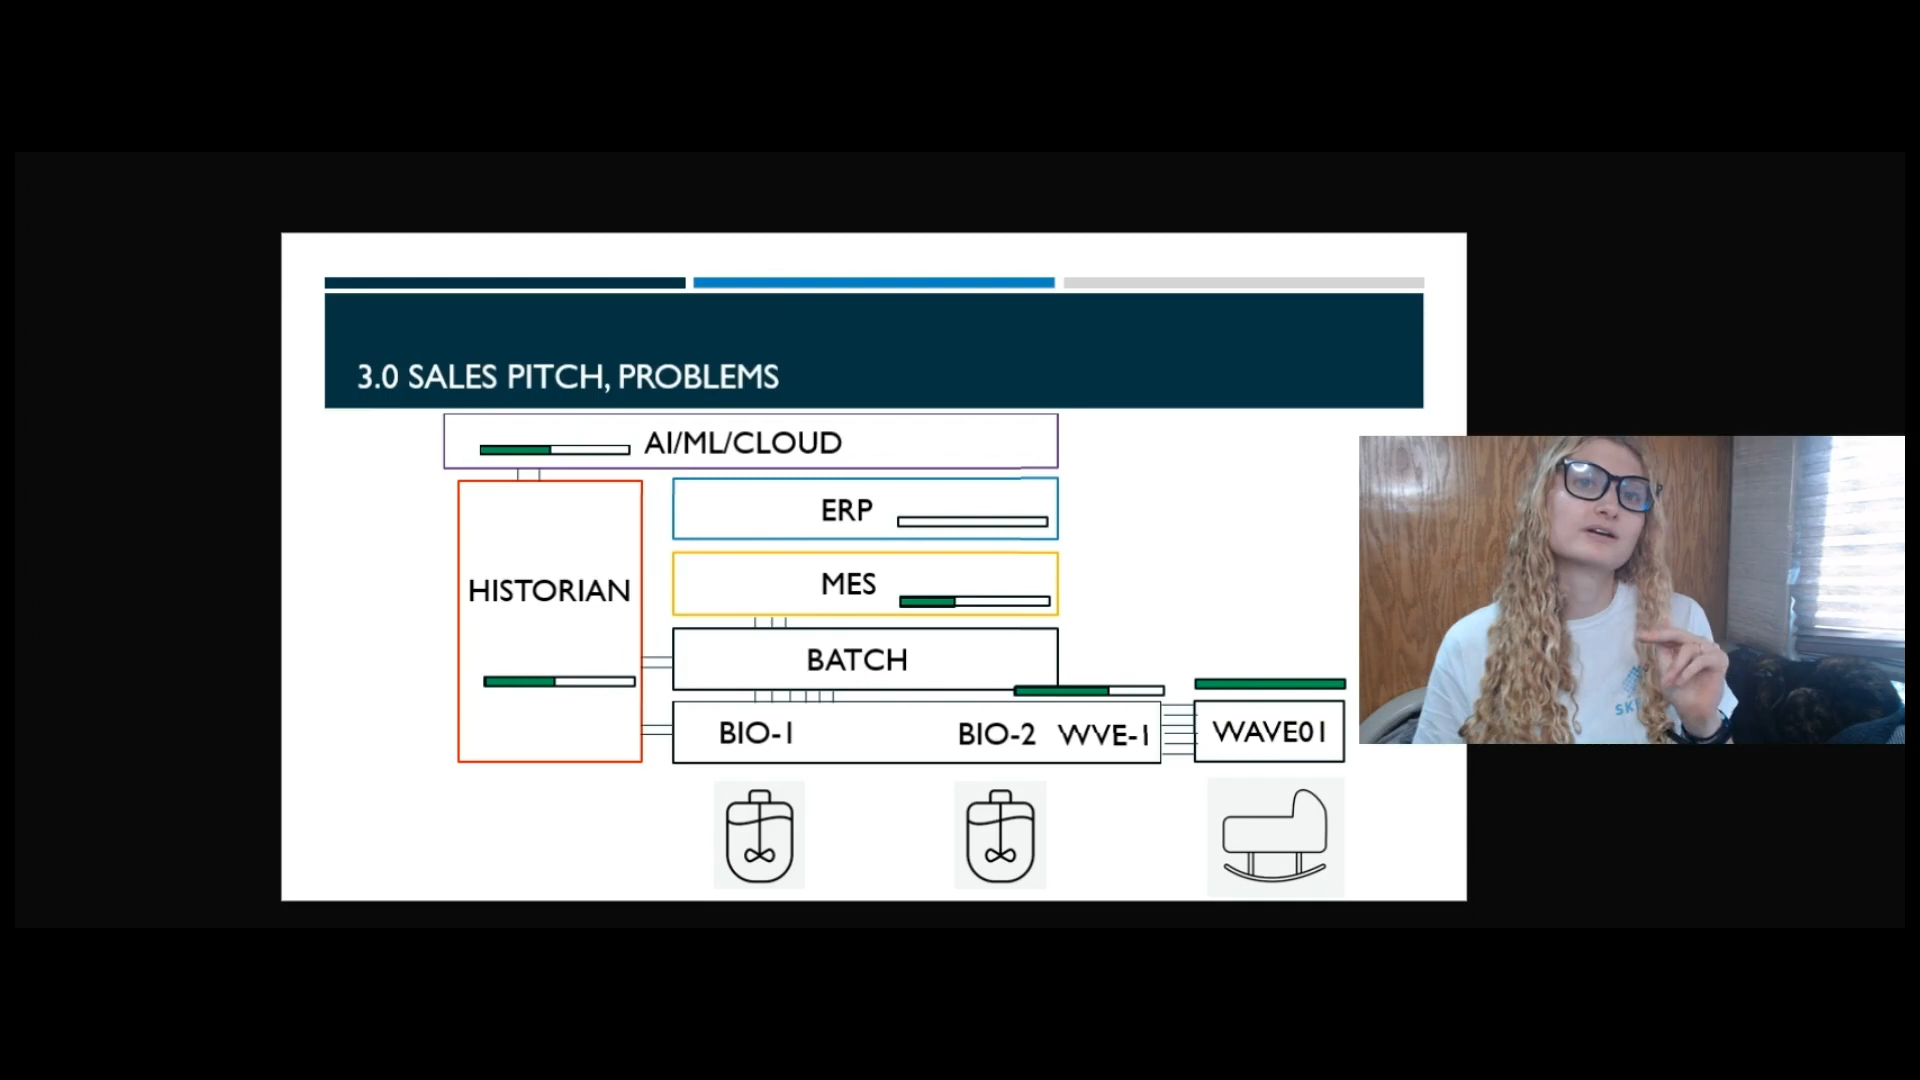 3.0 SALES PITCH, PROBLEMS
AI/ML/CLOUD
ERP
HISTORIAN
MES
BATCH
BIO-1
BIO-2
WVE-1
WAVE01